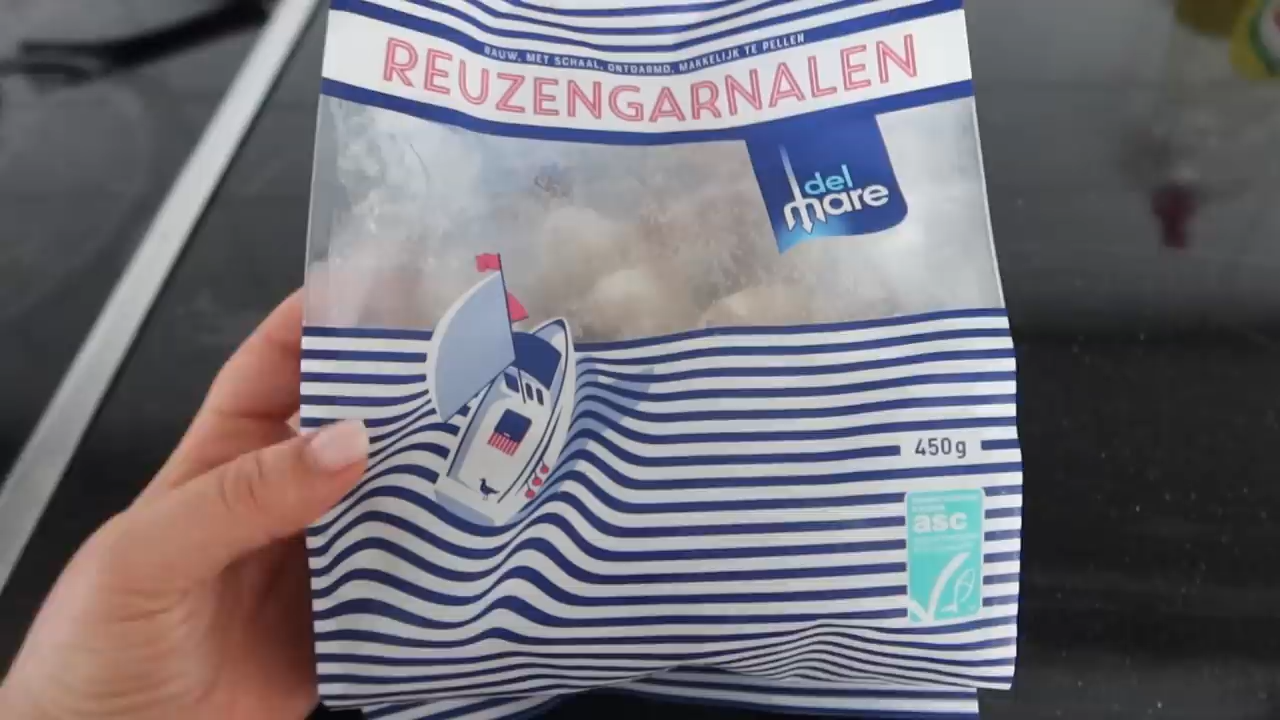 RAUW, MET SCHAAL, ONTDARMD, MAKKELIJK TE PELLEN
REUZENGARNALEN
del
mare
450g
asc